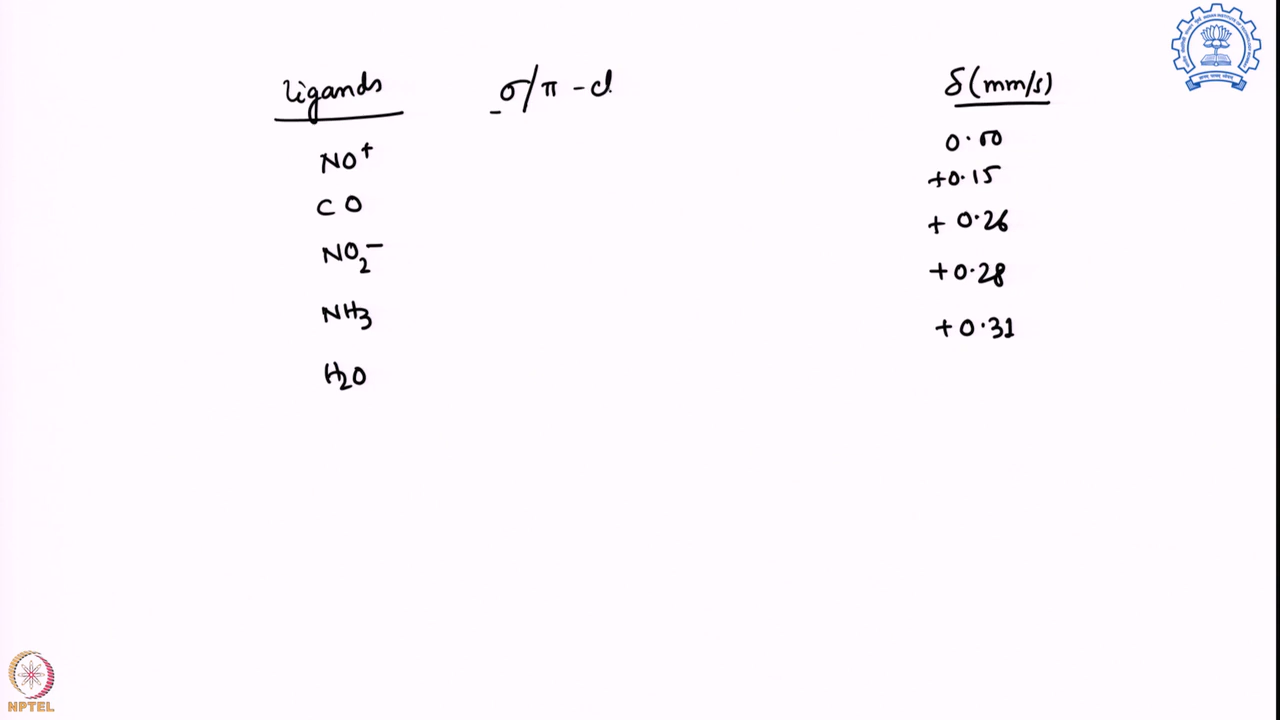 Ligands σ/π - d δ(mm/s)
NO⁺ 0.00
CO +0.15
NO₂⁻ +0.26
NH₃ +0.28
H₂O +0.31
NPTEL